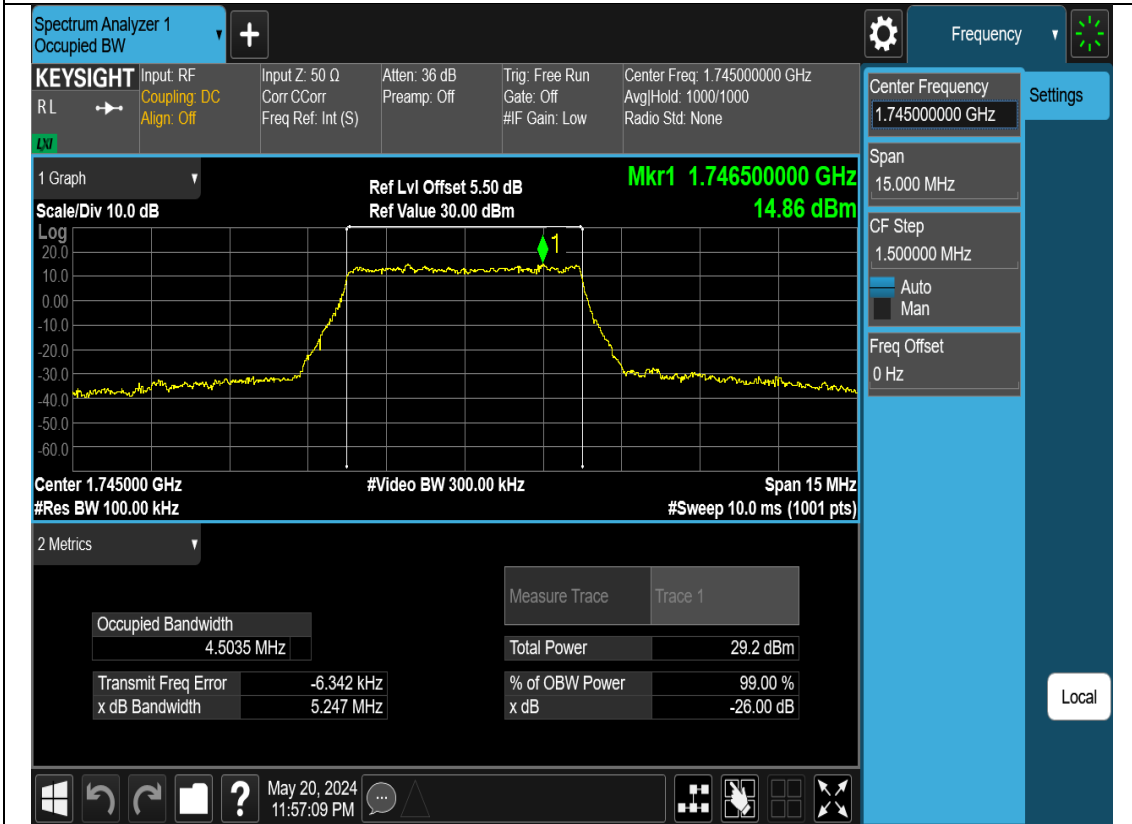 Spectrum Analyzer 1
Occupied BW
Frequency
KEYSIGHT
R L
LXI
Input: RF
Coupling: DC
Align: Off
Input Z: 50 Ω
Corr CCorr
Freq Ref: Int (S)
Atten: 36 dB
Preamp: Off
Trig: Free Run
Gate: Off
#IF Gain: Low
Center Freq: 1.745000000 GHz
Avg|Hold: 1000/1000
Radio Std: None
Center Frequency
1.745000000 GHz
Settings
Span
15.000 MHz
CF Step
1.500000 MHz
Auto
Man
Freq Offset
0 Hz
Local
1 Graph
Scale/Div 10.0 dB
Ref Lvl Offset 5.50 dB
Ref Value 30.00 dBm
Mkr1 1.746500000 GHz
14.86 dBm
Log
20.0
10.0
0.00
-10.0
-20.0
-30.0
-40.0
-50.0
-60.0
1
Center 1.745000 GHz
#Res BW 100.00 kHz
#Video BW 300.00 kHz
Span 15 MHz
#Sweep 10.0 ms (1001 pts)
2 Metrics
Measure Trace Trace 1
Occupied Bandwidth
4.5035 MHz
Total Power 29.2 dBm
Transmit Freq Error -6.342 kHz
% of OBW Power 99.00 %
x dB Bandwidth 5.247 MHz
x dB -26.00 dB
May 20, 2024
11:57:09 PM